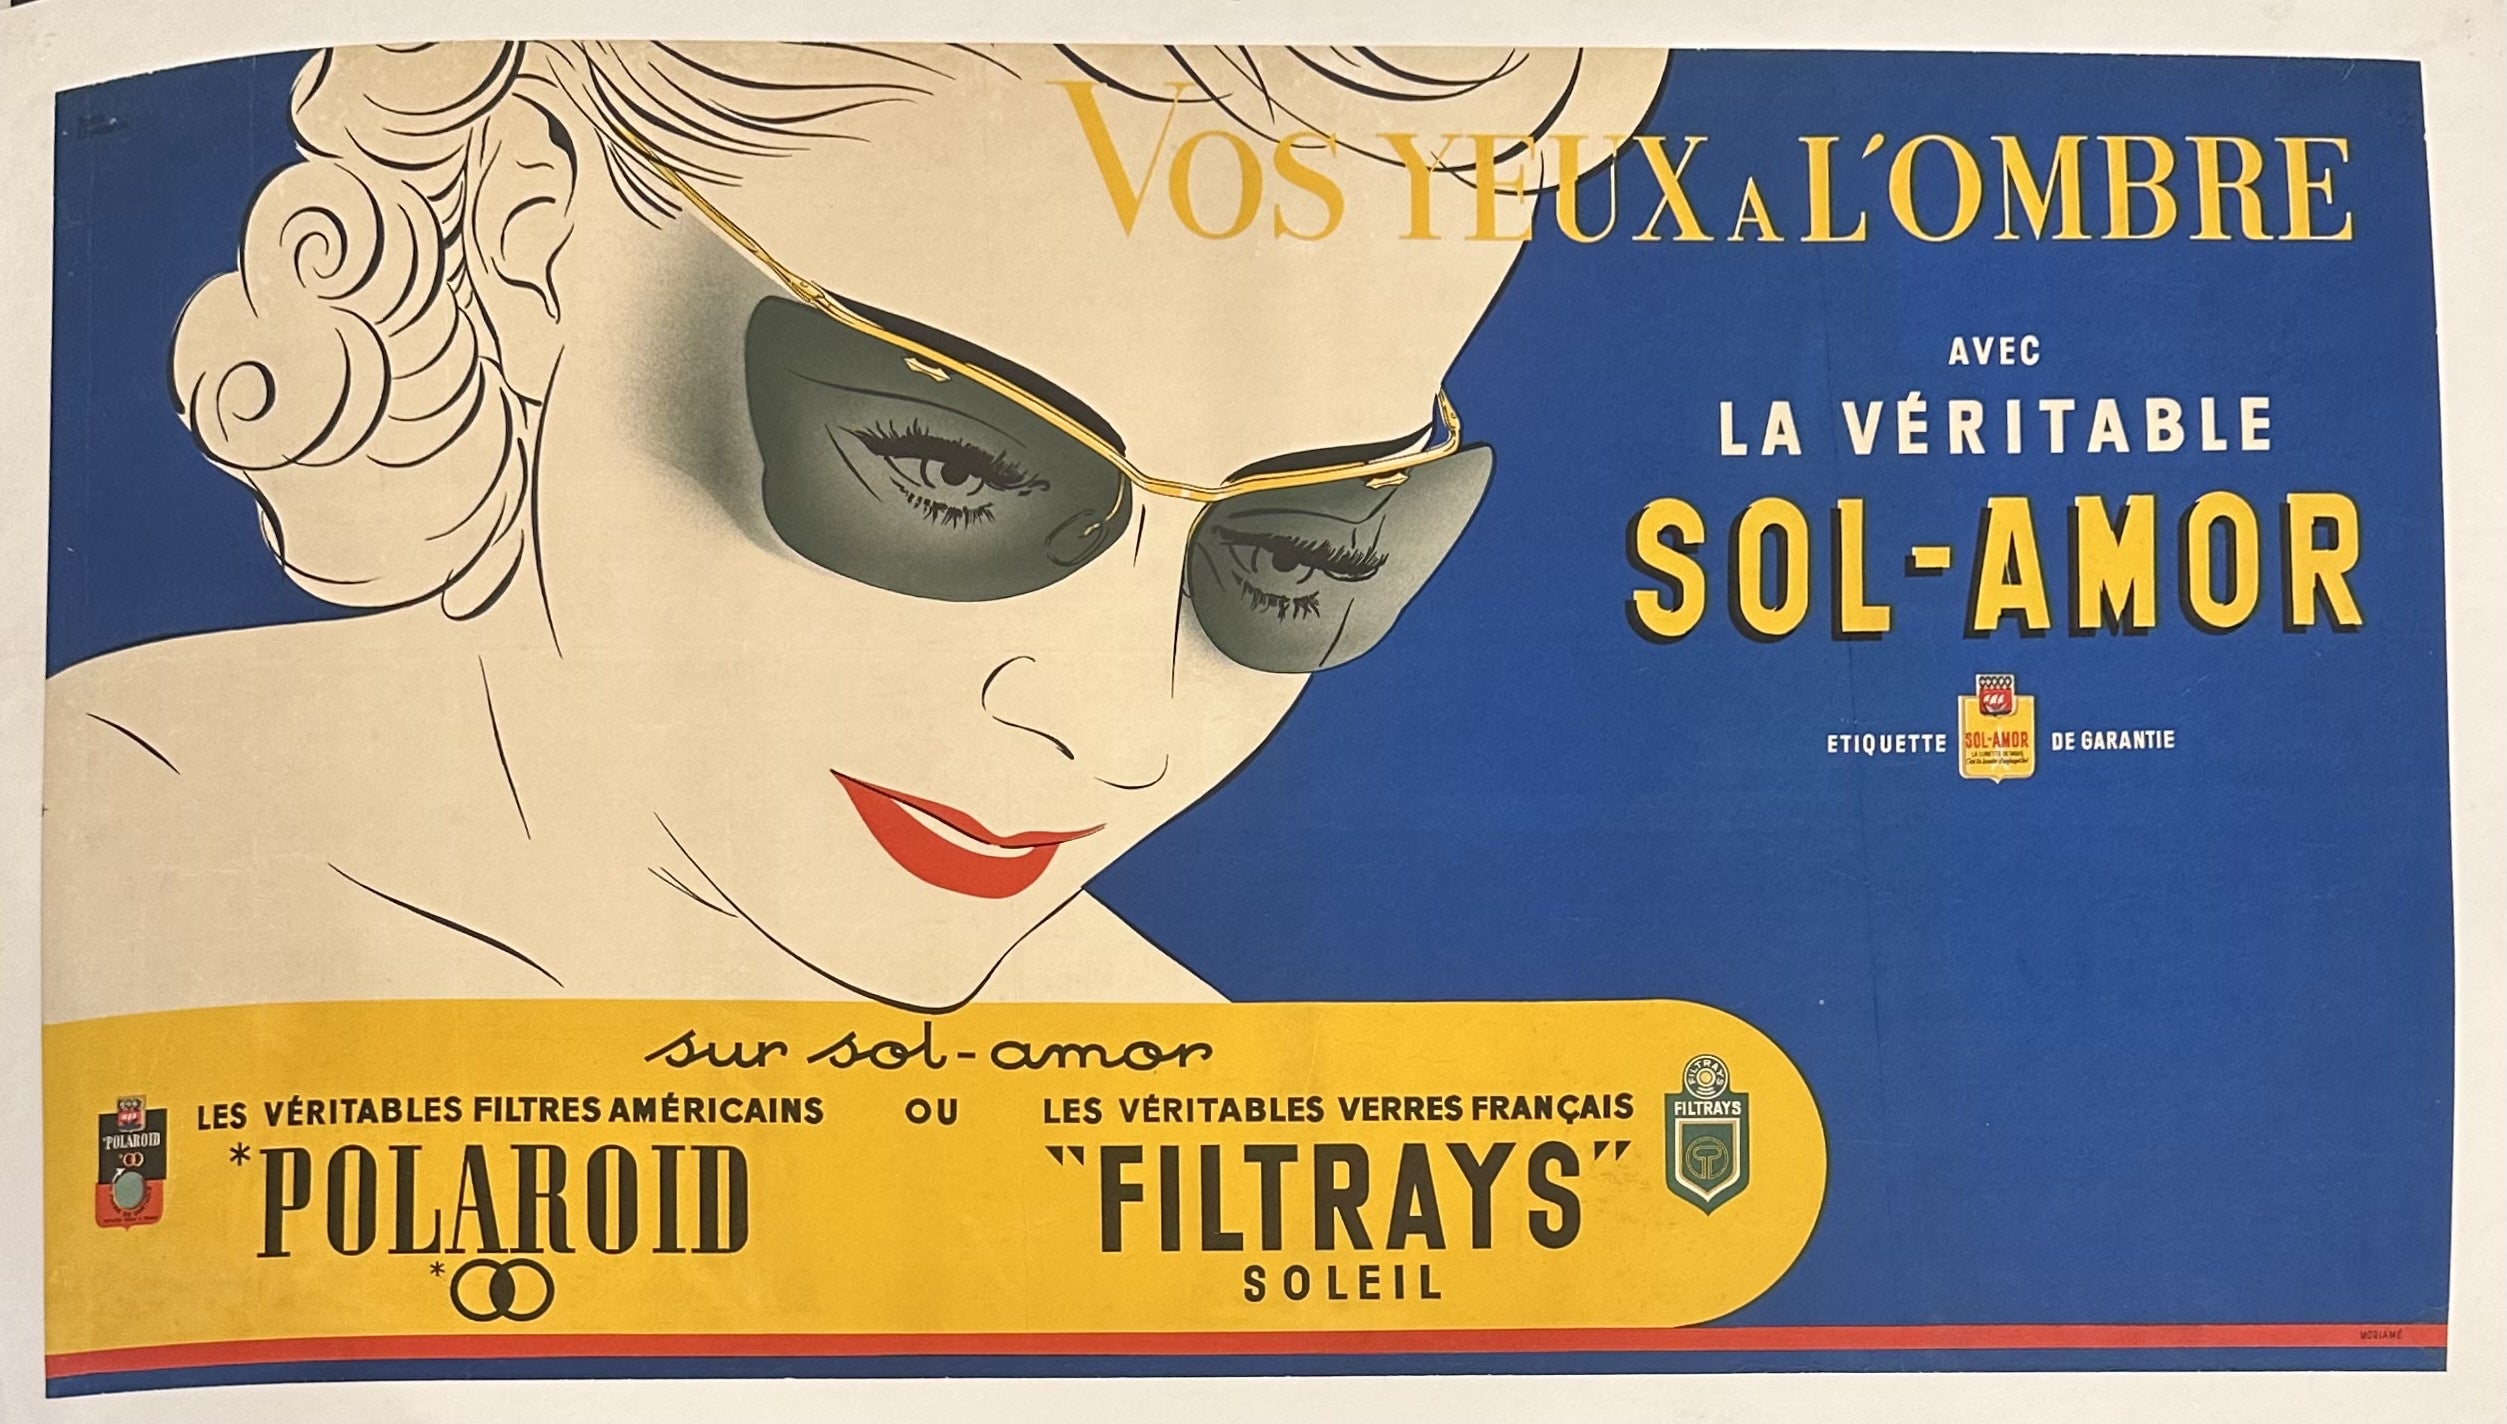 VOS YEUX A L'OMBRE
AVEC
LA VÉRITABLE
SOL-AMOR
ETIQUETTE
SOL-AMOR
DE GARANTIE
sur sol-amor
LES VÉRITABLES FILTRES AMÉRICAINS
OU
LES VÉRITABLES VERRES FRANÇAIS
*POLAROID
"FILTRAYS"
SOLEIL
*
POLAROID
FILTRAYS
FILTRAYS
MORIAMÉ